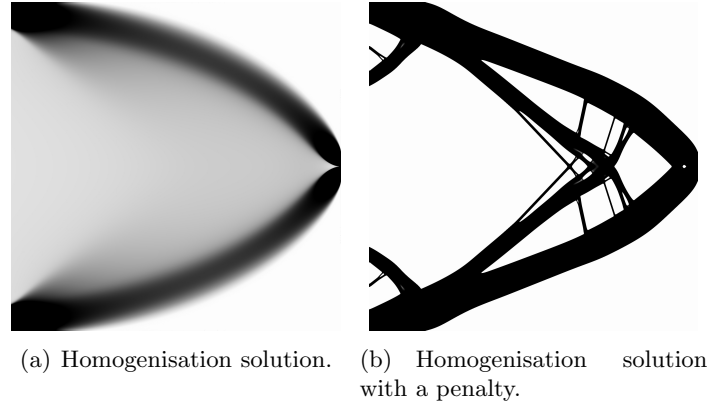 (a) Homogenisation solution.
(b) Homogenisation solution
with a penalty.